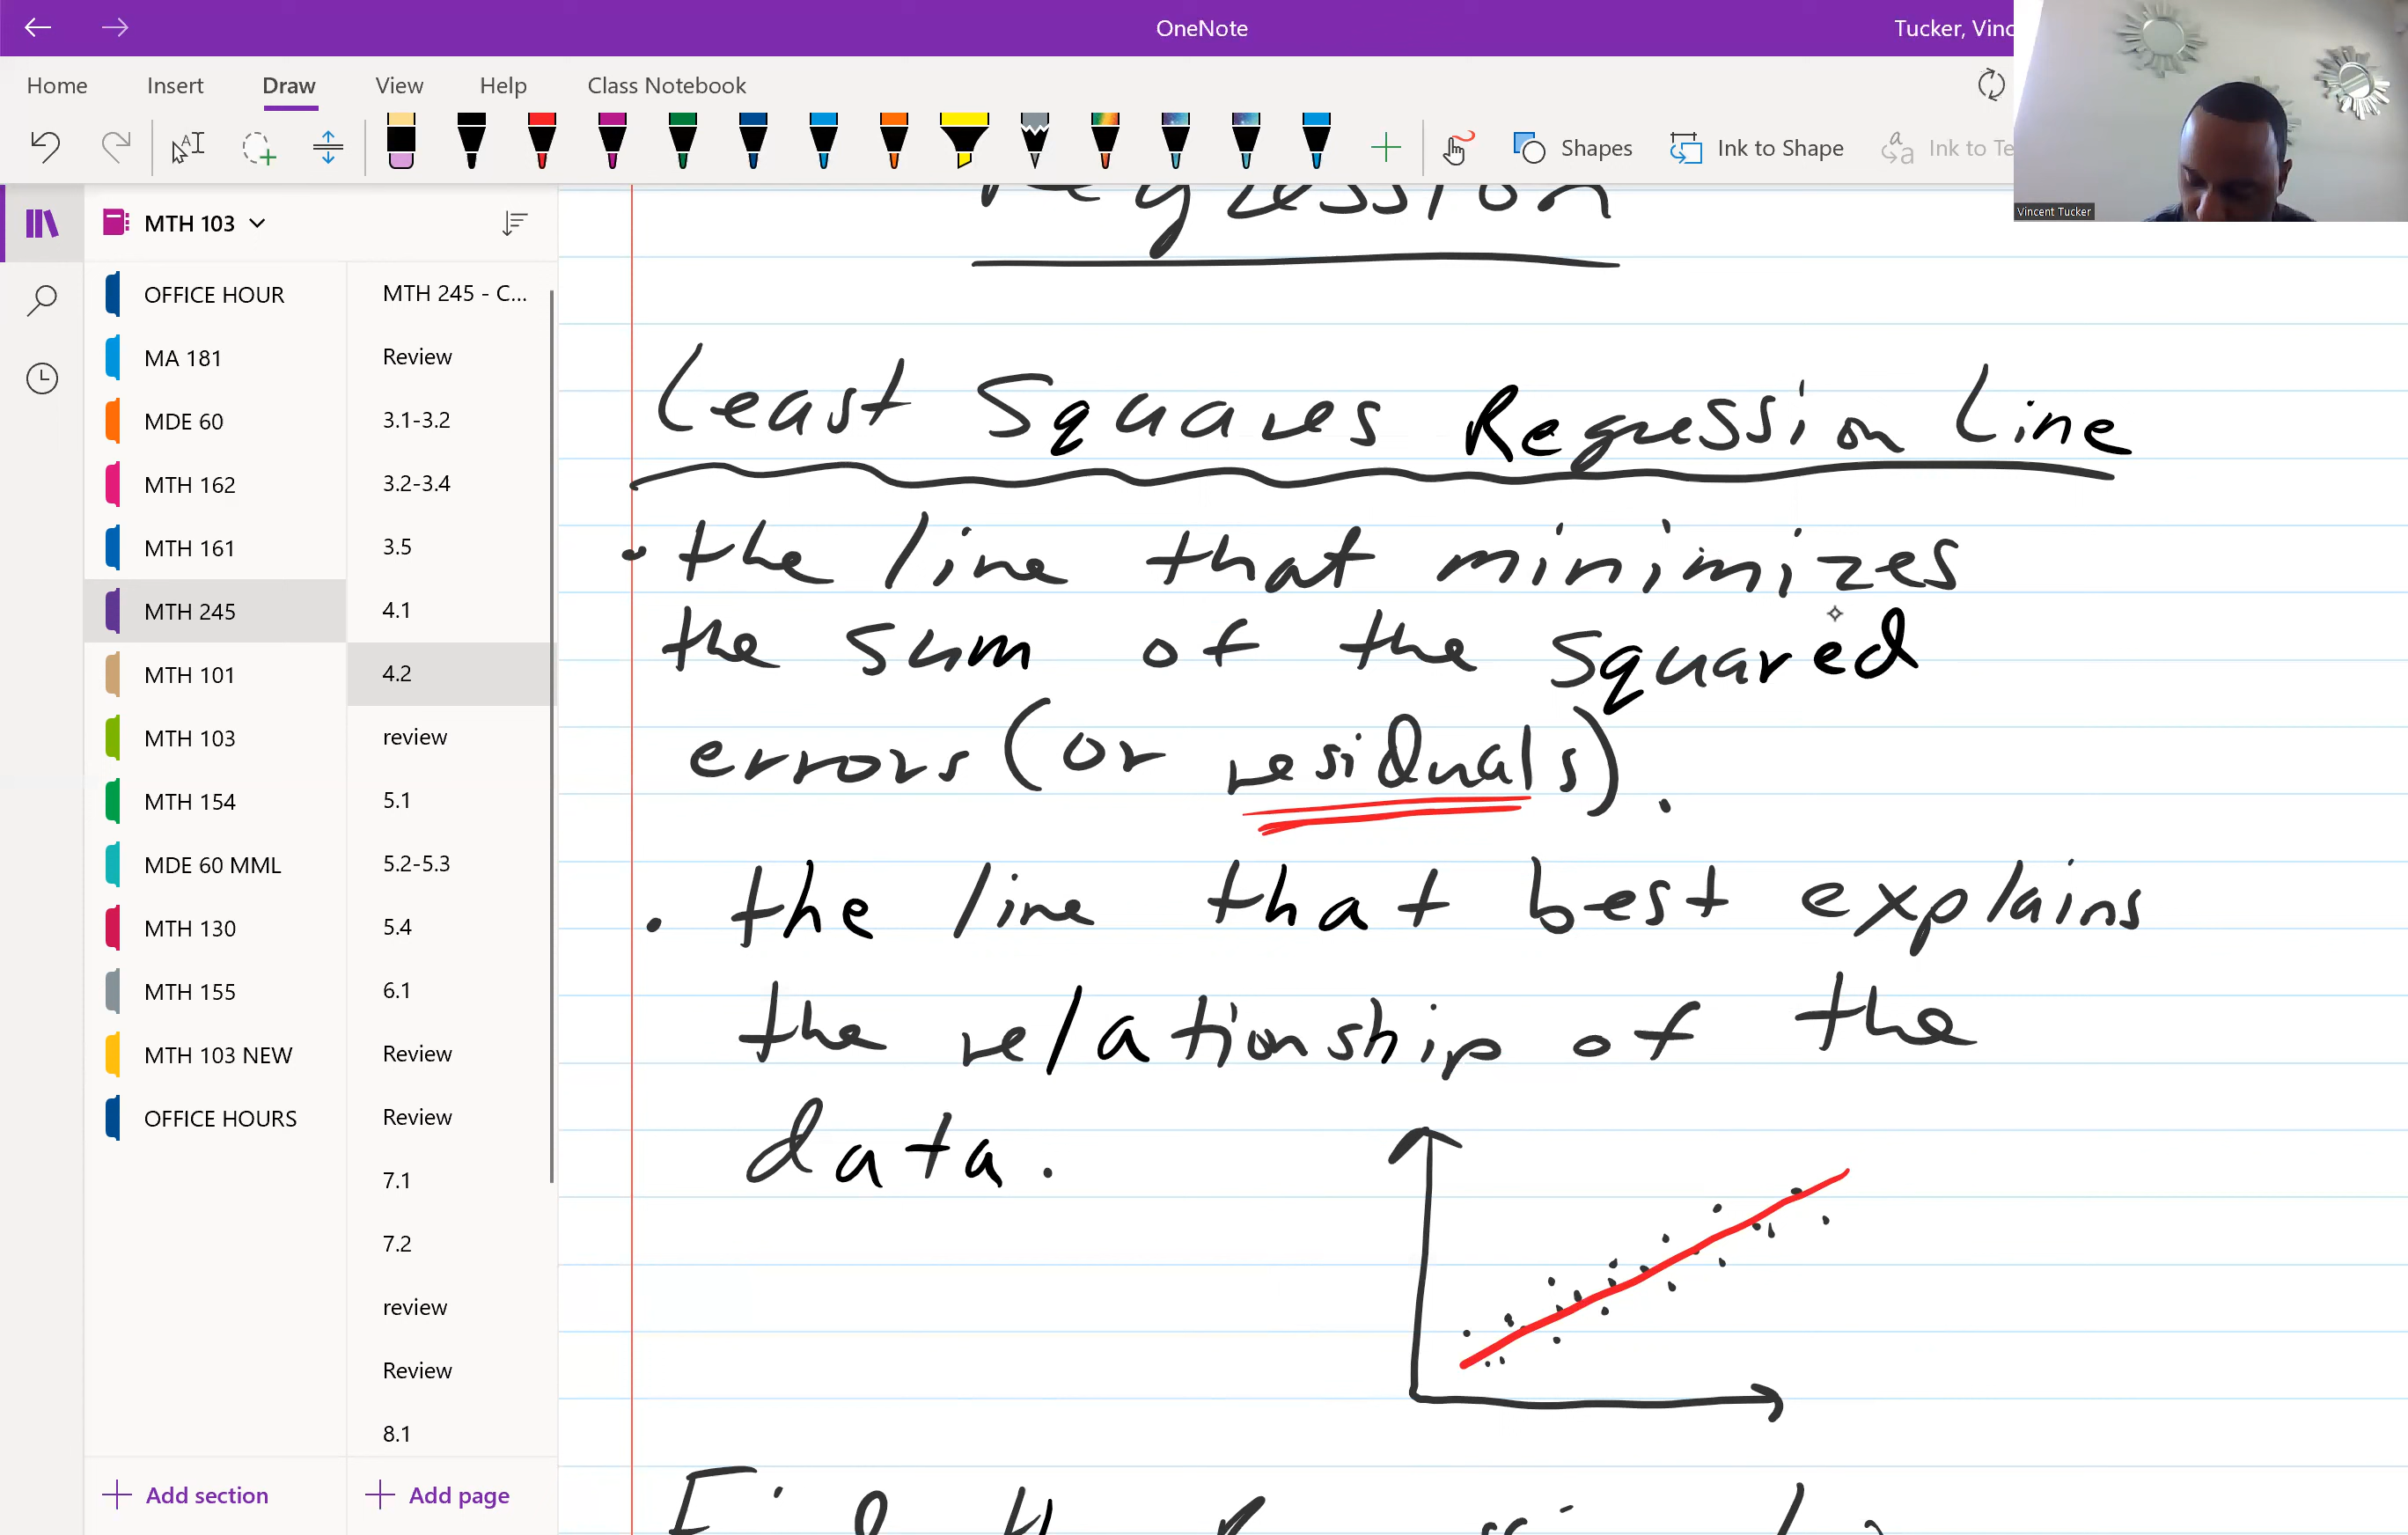 OneNote
Tucker, Vinc
Home Insert Draw View Help Class Notebook
Shapes Ink to Shape Ink to Te
Vincent Tucker
MTH 103
OFFICE HOUR
MA 181
MDE 60
MTH 162
MTH 161
MTH 245
MTH 101
MTH 103
MTH 154
MDE 60 MML
MTH 130
MTH 155
MTH 103 NEW
OFFICE HOURS
Add section
MTH 245 - C...
Review
3.1-3.2
3.2-3.4
3.5
4.1
4.2
review
5.1
5.2-5.3
5.4
6.1
Review
Review
7.1
7.2
review
Review
8.1
Add page
regression
Least Squares Regression Line
• the line that minimizes
the sum of the squared
errors (or residuals).
• the line that best explains
the relationship of the
data.